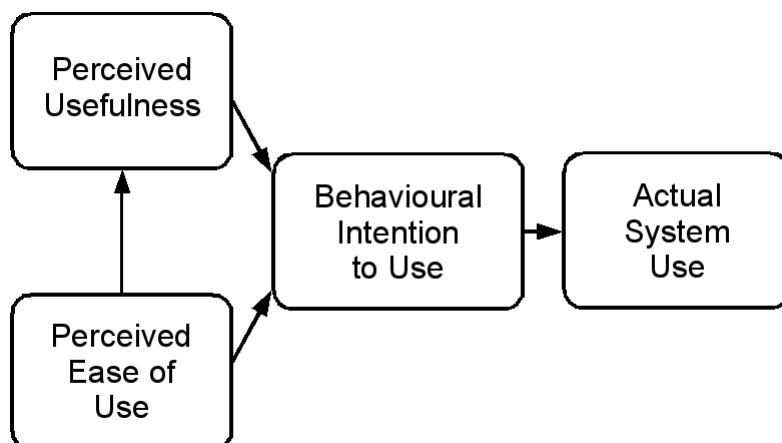 Perceived
Usefulness
Behavioural
Intention
to Use
Actual
System
Use
Perceived
Ease of
Use